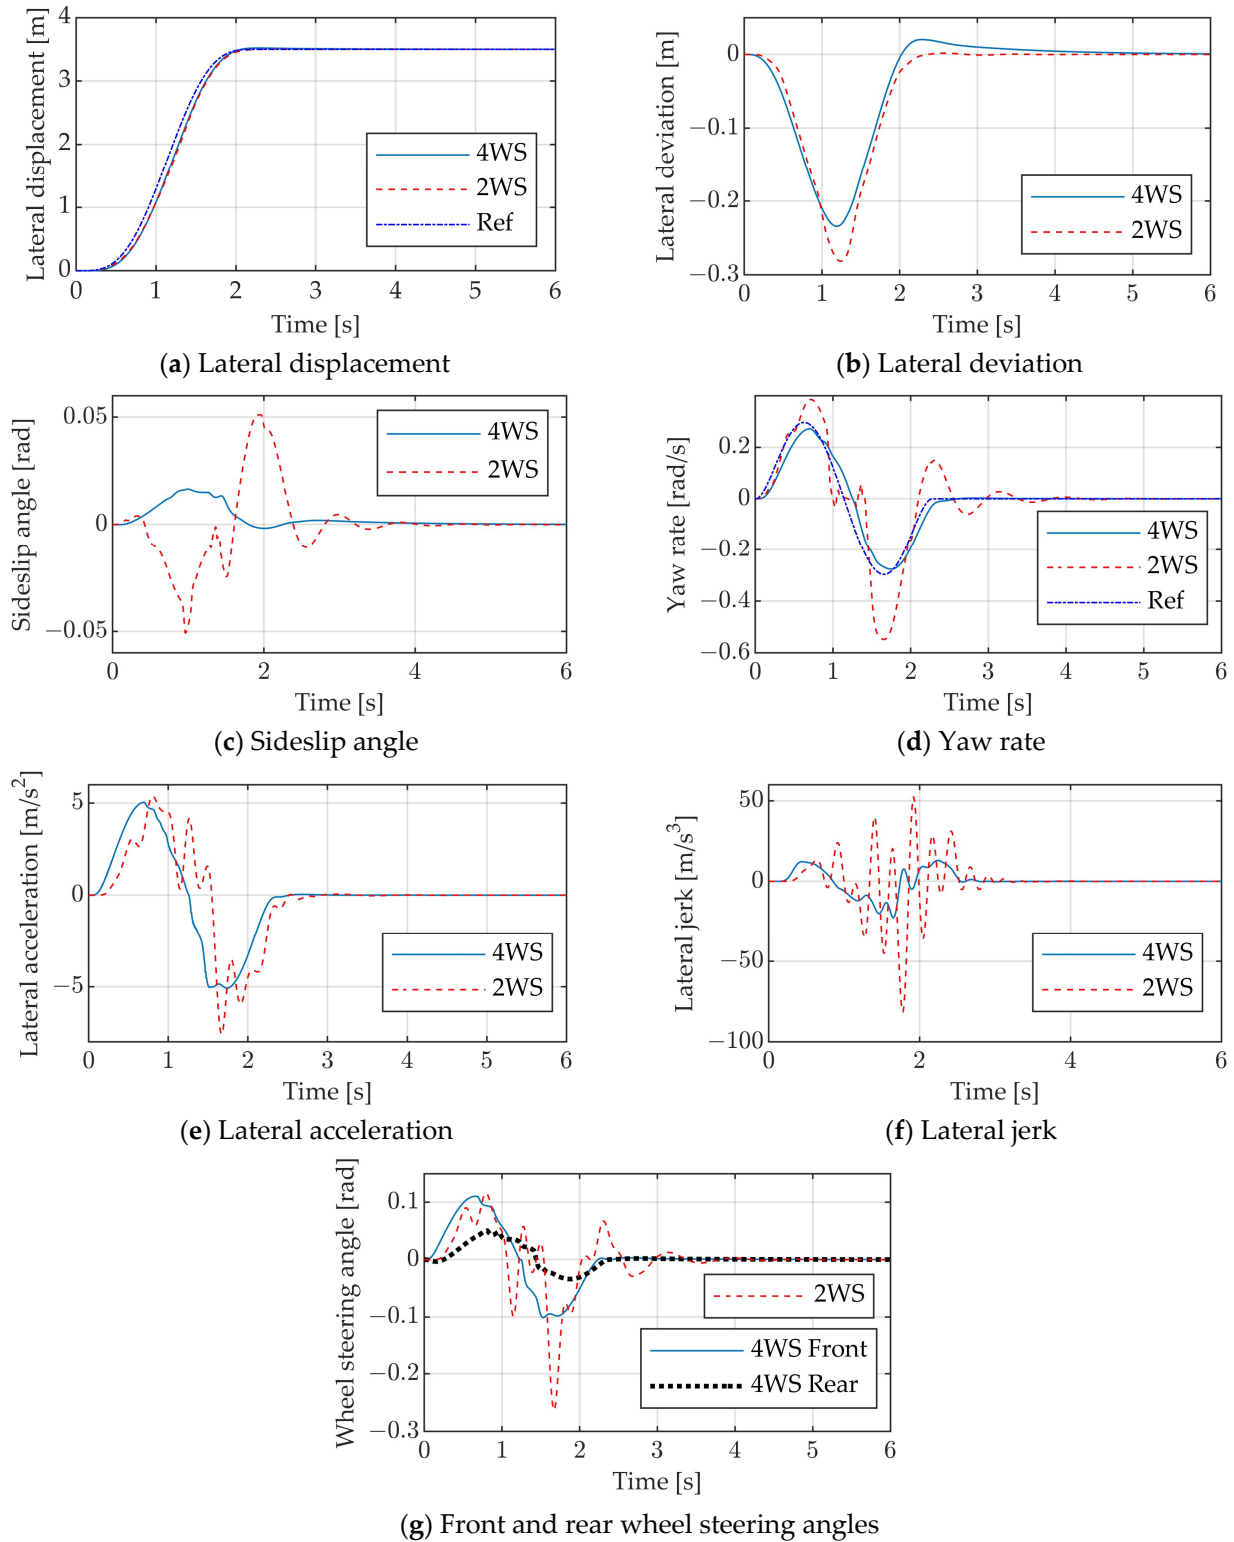 Lateral displacement [m]
4
3
2
1
0
4WS
2WS
Ref
0 1 2 3 4 5 6
Time [s]
(a) Lateral displacement
Lateral deviation [m]
0
−0.1
−0.2
−0.3
4WS
2WS
0 1 2 3 4 5 6
Time [s]
(b) Lateral deviation
Sideslip angle [rad]
0.05
0
−0.05
4WS
2WS
0 2 4 6
Time [s]
(c) Sideslip angle
Yaw rate [rad/s]
0.2
0
−0.2
−0.4
−0.6
4WS
2WS
Ref
0 1 2 3 4 5 6
Time [s]
(d) Yaw rate
Lateral acceleration [m/s²]
5
0
−5
4WS
2WS
0 1 2 3 4 5 6
Time [s]
(e) Lateral acceleration
Lateral jerk [m/s³]
50
0
−50
−100
4WS
2WS
0 2 4 6
Time [s]
(f) Lateral jerk
Wheel steering angle [rad]
0.1
0
−0.1
−0.2
−0.3
2WS
4WS Front
4WS Rear
0 1 2 3 4 5 6
Time [s]
(g) Front and rear wheel steering angles